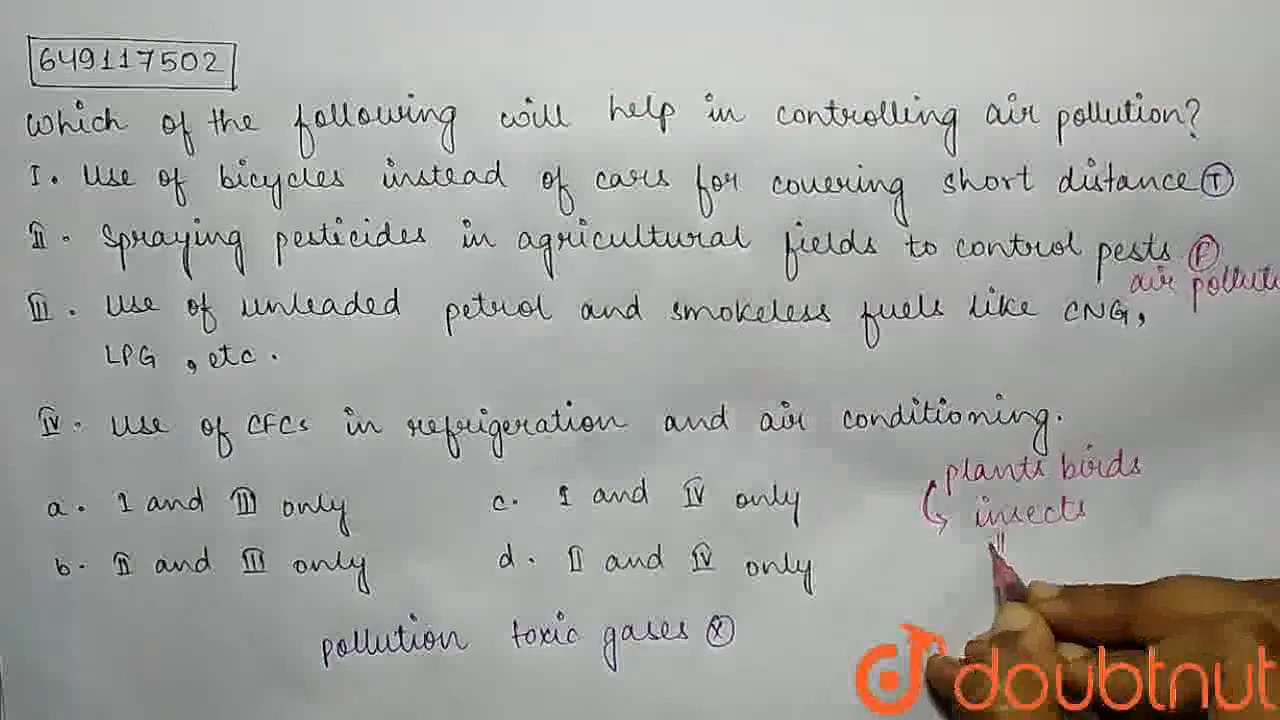 649117502
Which of the following will help in controlling air pollution?
I. Use of bicycles instead of cars for covering short distance (T)
II. Spraying pesticides in agricultural fields to control pests. (F)
air polluti
III. Use of unleaded petrol and smokeless fuels like CNG,
LPG, etc.
IV. Use of CFCs in refrigeration and air conditioning.
plants birds
insects
a. I and III only
c. I and IV only
b. II and III only
d. II and IV only
pollution toxic gases (X)
doubtnut